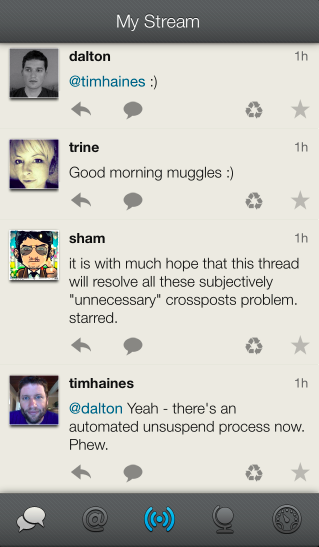 My Stream
dalton 1h
@timhaines :)
trine 1h
Good morning muggles :)
sham 1h
it is with much hope that this thread
will resolve all these subjectively
"unnecessary" crossposts problem.
starred.
timhaines 1h
@dalton Yeah - there's an
automated unsuspend process now.
Phew.